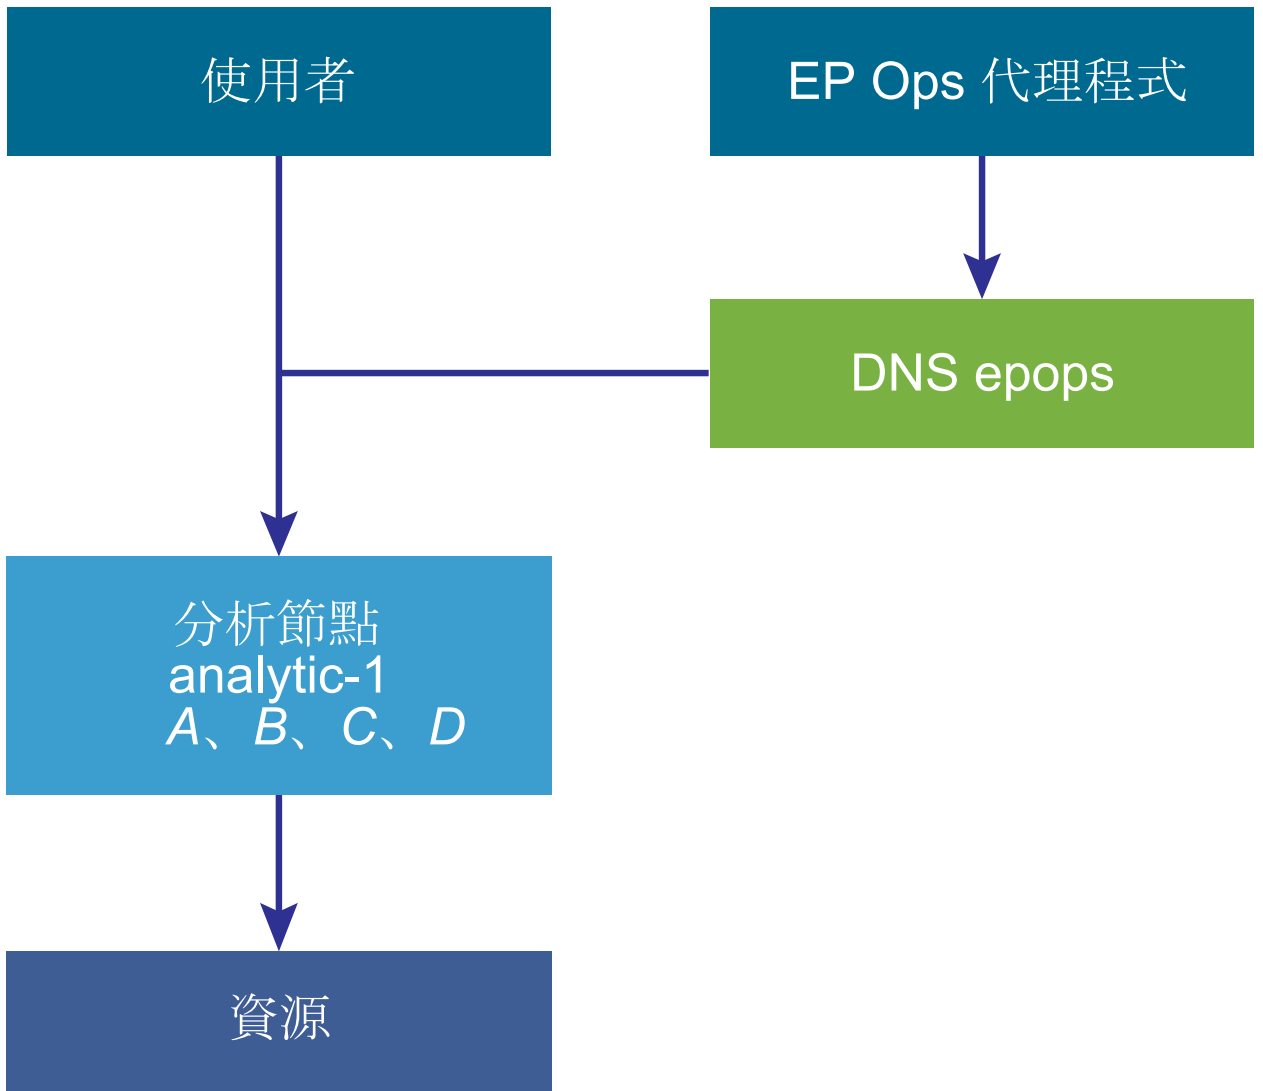 使用者
EP Ops 代理程式
DNS epops
分析節點
analytic-1
A、B、C、D
資源